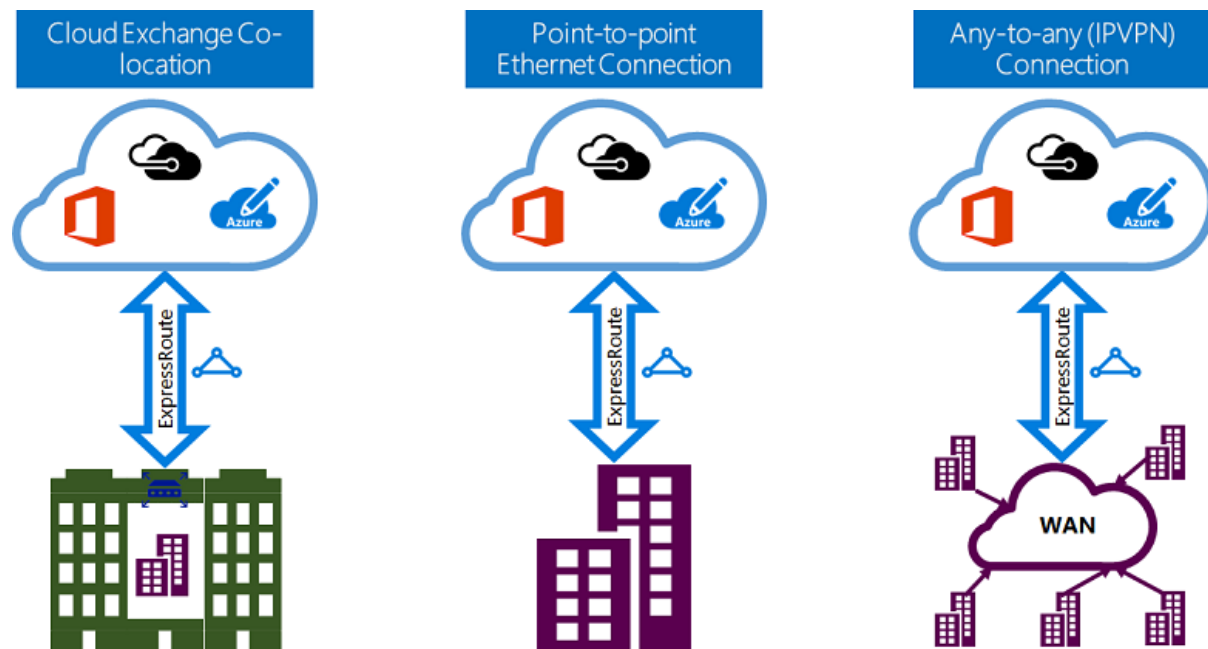 Cloud Exchange Co-
location
Point-to-point
Ethernet Connection
Any-to-any (IPVPN)
Connection
Azure
Azure
Azure
ExpressRoute
ExpressRoute
ExpressRoute
WAN